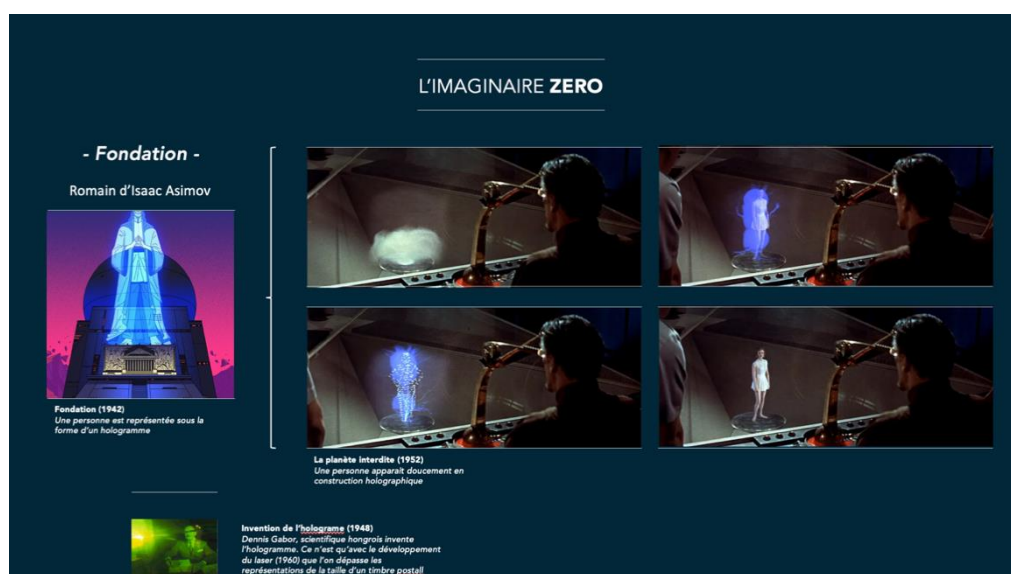 L'IMAGINAIRE ZERO
- Fondation -
Romain d'Isaac Asimov
Fondation (1942)
Une personne est représentée sous la
forme d'un hologramme
La planète interdite (1952)
Une personne apparait doucement en
construction holographique
Invention de l'holograme (1948)
Dennis Gabor, scientifique hongrois invente
l'hologramme. Ce n'est qu'avec le développement
du laser (1960) que l'on dépasse les
représentations de la taille d'un timbre postall